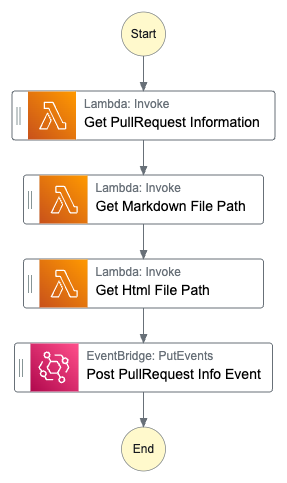 Start
Lambda: Invoke
Get PullRequest Information
Lambda: Invoke
Get Markdown File Path
Lambda: Invoke
Get Html File Path
EventBridge: PutEvents
Post PullRequest Info Event
End